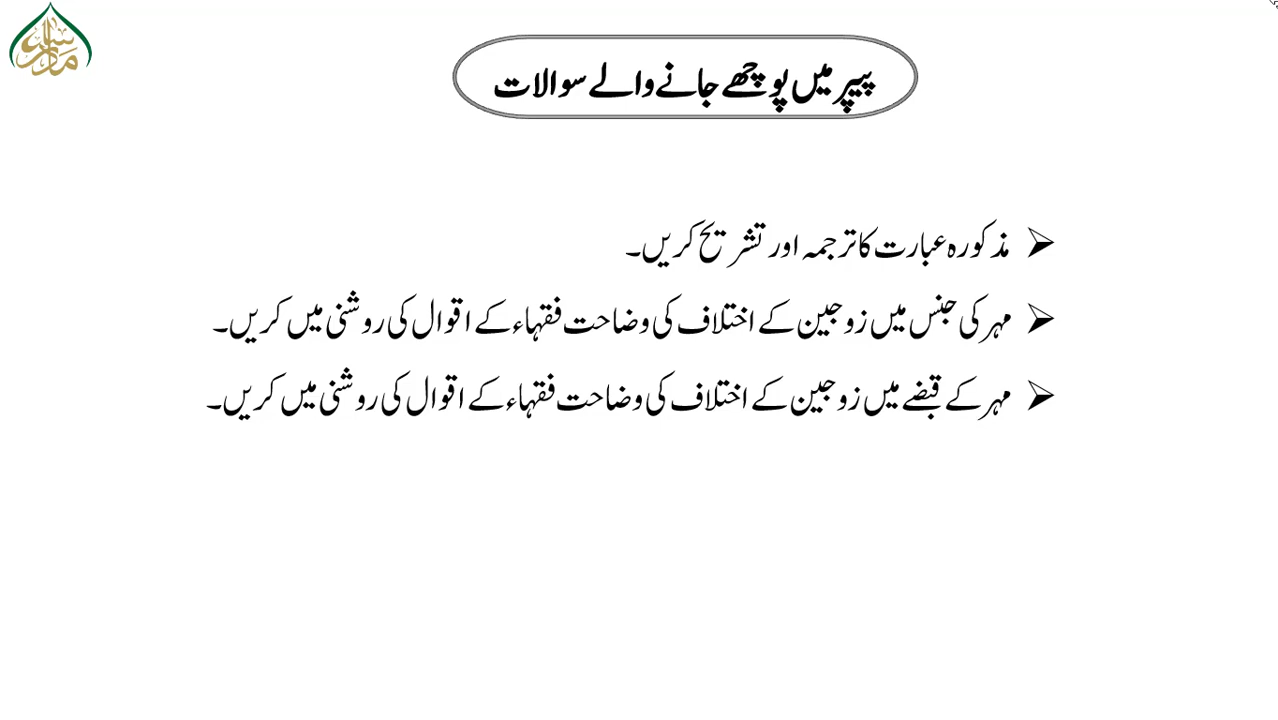 پیپر میں پوچھے جانے والے سوالات
مذکورہ عبارت کا ترجمہ اور تشریح کریں۔
مہر کی جنس میں زوجین کے اختلاف کی وضاحت فقہاء کے اقوال کی روشنی میں کریں۔
مہر کے قبضے میں زوجین کے اختلاف کی وضاحت فقہاء کے اقوال کی روشنی میں کریں۔